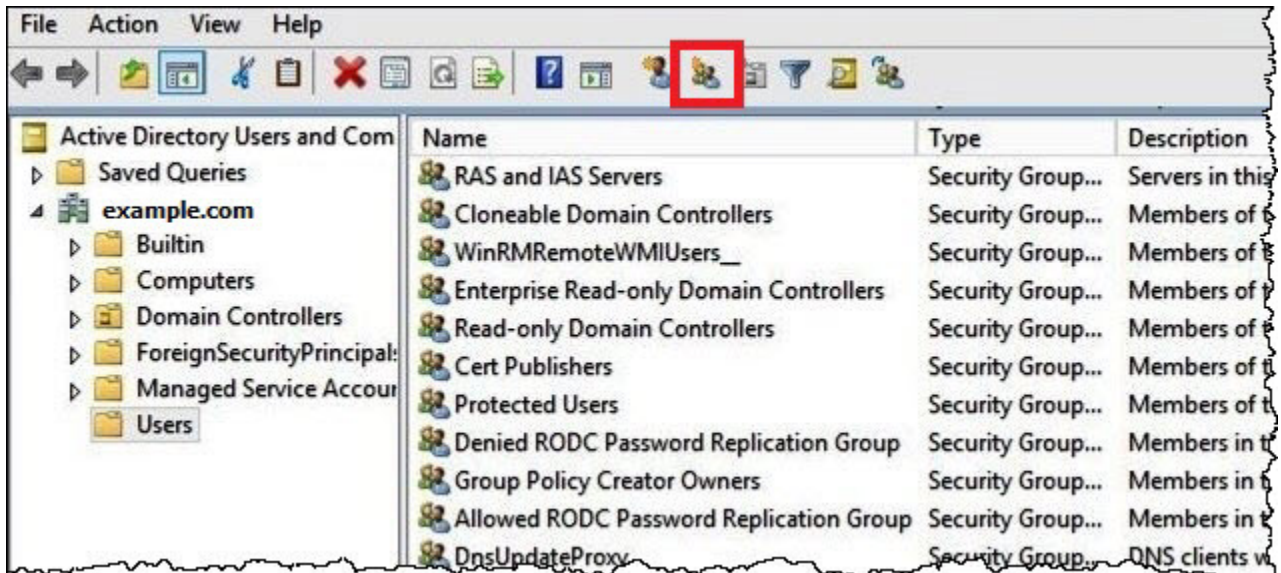 File Action View Help
Active Directory Users and Com
Saved Queries
example.com
Builtin
Computers
Domain Controllers
ForeignSecurityPrincipals
Managed Service Accour
Users
Name Type Description
RAS and IAS Servers Security Group... Servers in this
Cloneable Domain Controllers Security Group... Members of t
WinRMRemoteWMIUsers__ Security Group... Members of t
Enterprise Read-only Domain Controllers Security Group... Members of
Read-only Domain Controllers Security Group... Members of t
Cert Publishers Security Group... Members of t
Protected Users Security Group... Members of t
Denied RODC Password Replication Group Security Group... Members in t
Group Policy Creator Owners Security Group... Members in t
Allowed RODC Password Replication Group Security Group... Members in t
DnsUpdateProxy Security Group... DNS clients w